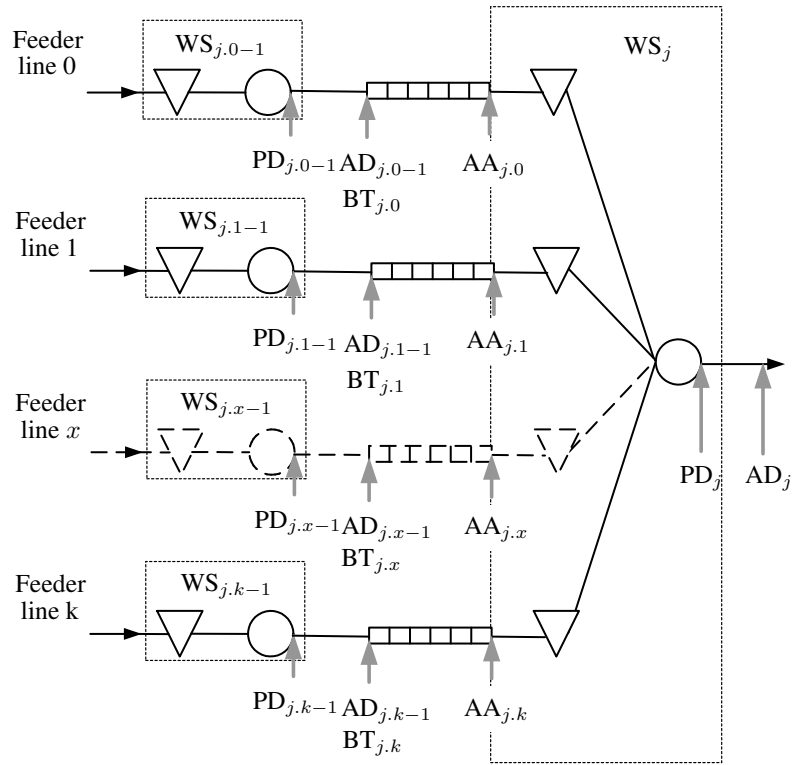 Feeder
line 0
WS_{j.0−1}
WS_j
PD_{j.0−1} AD_{j.0−1} AA_{j.0}
BT_{j.0}
Feeder
line 1
WS_{j.1−1}
PD_{j.1−1} AD_{j.1−1} AA_{j.1}
BT_{j.1}
Feeder
line x
WS_{j.x−1}
PD_j AD_j
PD_{j.x−1} AD_{j.x−1} AA_{j.x}
BT_{j.x}
Feeder
line k
WS_{j.k−1}
PD_{j.k−1} AD_{j.k−1} AA_{j.k}
BT_{j.k}